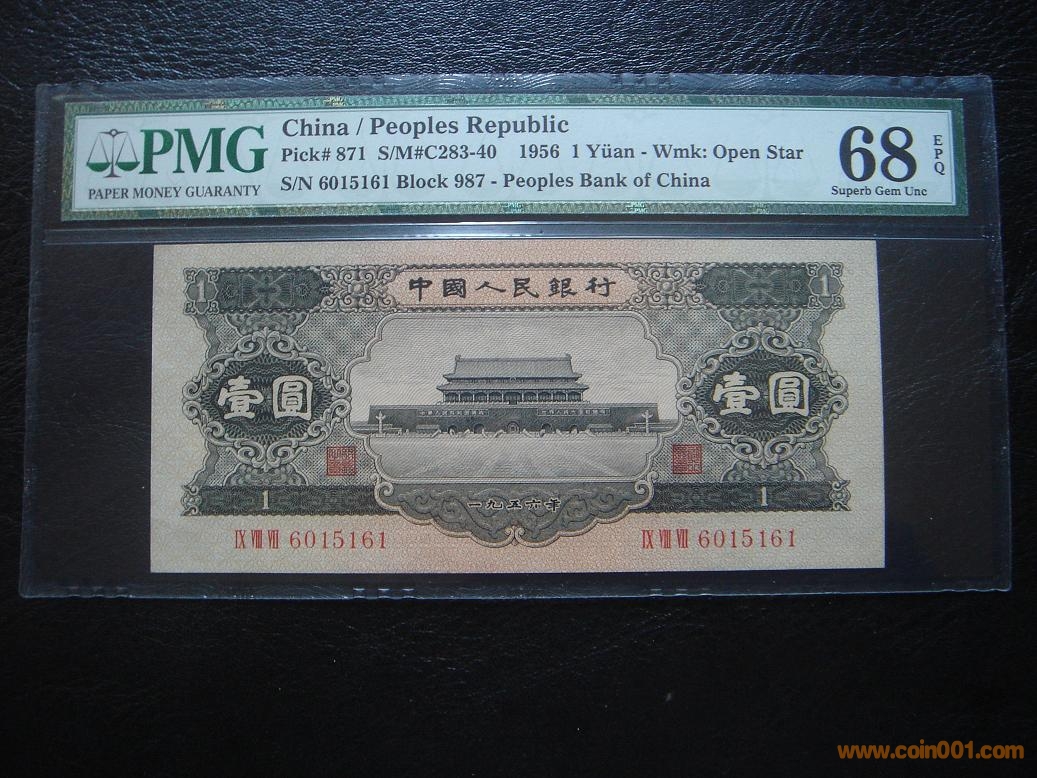 PMG
PAPER MONEY GUARANTY
China / Peoples Republic
Pick# 871 S/M#C283-40 1956 1 Yüan - Wmk: Open Star
S/N 6015161 Block 987 - Peoples Bank of China
68
EPQ
Superb Gem Unc
1 中國人民銀行 1
壹圓 壹圓
1 一九五六年 1
IX VIII VII 6015161 IX VIII VII 6015161
www.coin001.com